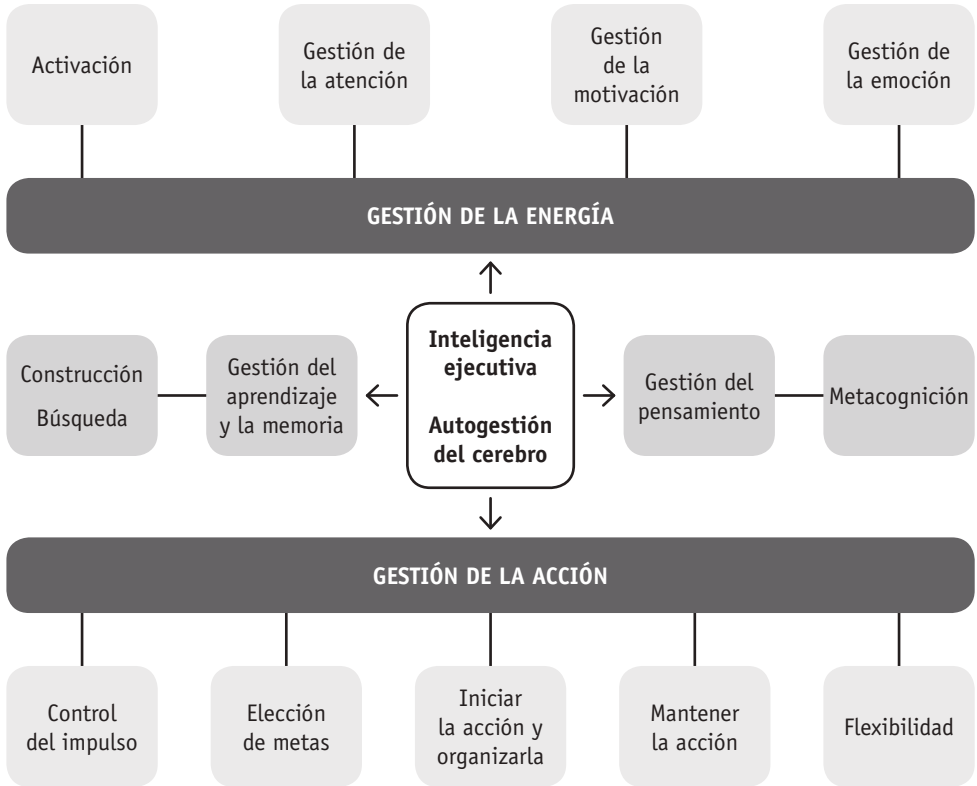 Activación
Gestión de
la atención
Gestión
de la
motivación
Gestión de
la emoción
GESTIÓN DE LA ENERGÍA
Construcción
Búsqueda
Gestión del
aprendizaje
y la memoria
Inteligencia
ejecutiva
Autogestión
del cerebro
Gestión del
pensamiento
Metacognición
GESTIÓN DE LA ACCIÓN
Control
del impulso
Elección
de metas
Iniciar
la acción y
organizarla
Mantener
la acción
Flexibilidad